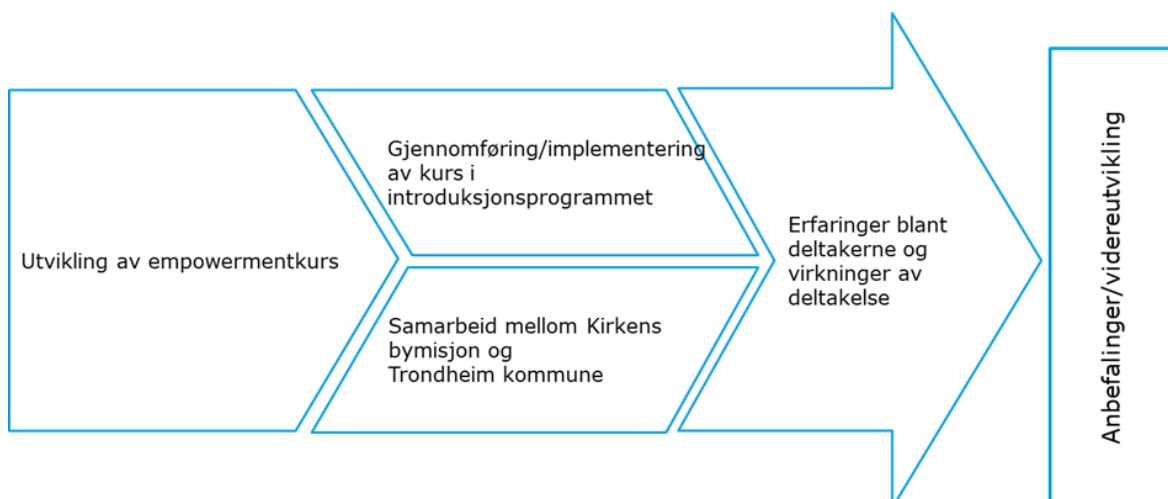 Utvikling av empowermentkurs
Gjennomføring/implementering
av kurs i
introduksjonsprogrammet
Samarbeid mellom Kirkens
bymisjon og
Trondheim kommune
Erfaringer blant
deltakerne og
virkninger av
deltakelse
Anbefalinger/videreutvikling